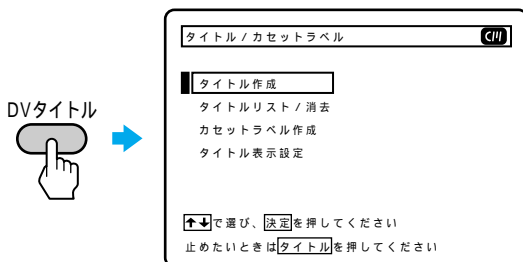 タイトル/カセットラベル
CIII
DVタイトル
タイトル作成
タイトルリスト/消去
カセットラベル作成
タイトル表示設定
↑↓で選び、決定を押してください
止めたいときはタイトルを押してください